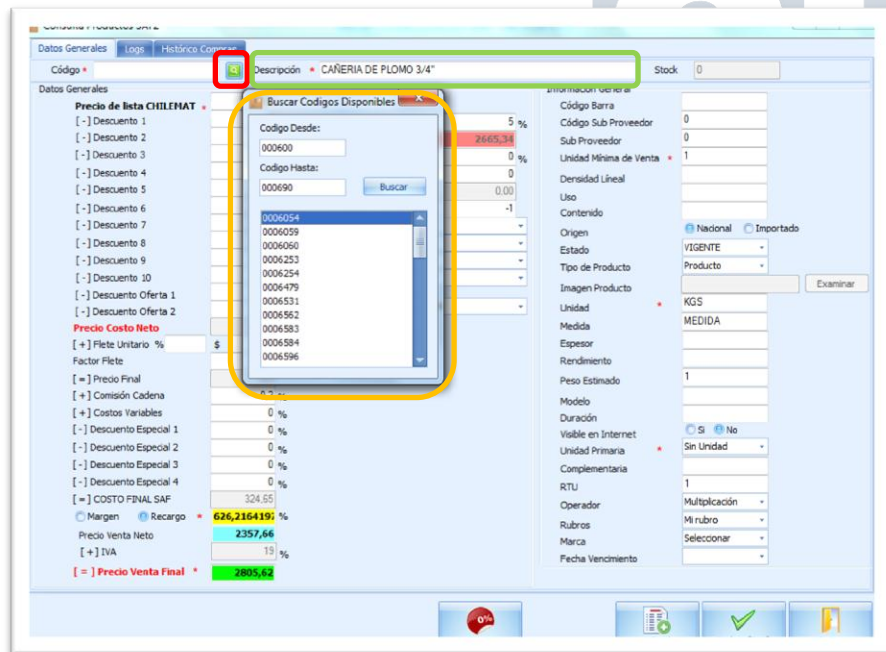 Consulta Productos SAFZ
Datos Generales Logs Histórico Compras
Código * Descripción * CAÑERIA DE PLOMO 3/4" Stock 0
Datos Generales
Precio de lista CHILEMAT *
[ - ] Descuento 1
[ - ] Descuento 2
[ - ] Descuento 3
[ - ] Descuento 4
[ - ] Descuento 5
[ - ] Descuento 6
[ - ] Descuento 7
[ - ] Descuento 8
[ - ] Descuento 9
[ - ] Descuento 10
[ - ] Descuento Oferta 1
[ - ] Descuento Oferta 2
Precio Costo Neto
[ + ] Flete Unitario % $
Factor Flete
[ = ] Precio Final
[ + ] Comisión Cadena %
[ + ] Costos Variables 0 %
[ - ] Descuento Especial 1 0 %
[ - ] Descuento Especial 2 0 %
[ - ] Descuento Especial 3 0 %
[ - ] Descuento Especial 4 0 %
[ = ] COSTO FINAL SAF 324,65
Margen Recargo * 626,2164192 %
Precio Venta Neto 2357,66
[ + ] IVA 19 %
[ = ] Precio Venta Final * 2805,62
Buscar Codigos Disponibles
Codigo Desde:
000600
Codigo Hasta:
000690 Buscar
0006054
0006059
0006060
0006253
0006254
0006479
0006531
0006562
0006583
0006584
0006596
5 %
2665,34
0 %
0
0,00
-1
Información General
Código Barra
Código Sub Proveedor 0
Sub Proveedor 0
Unidad Mínima de Venta * 1
Densidad Líneal
Uso
Contenido
Origen Nacional Importado
Estado VIGENTE
Tipo de Producto Producto
Imagen Producto Examinar
Unidad * KGS
Medida MEDIDA
Espesor
Rendimiento
Peso Estimado 1
Modelo
Duración
Visible en Internet Si No
Unidad Primaria * Sin Unidad
Complementaria
RTU 1
Operador Multiplicación
Rubros Mi rubro
Marca Seleccionar
Fecha Vencimiento
0%